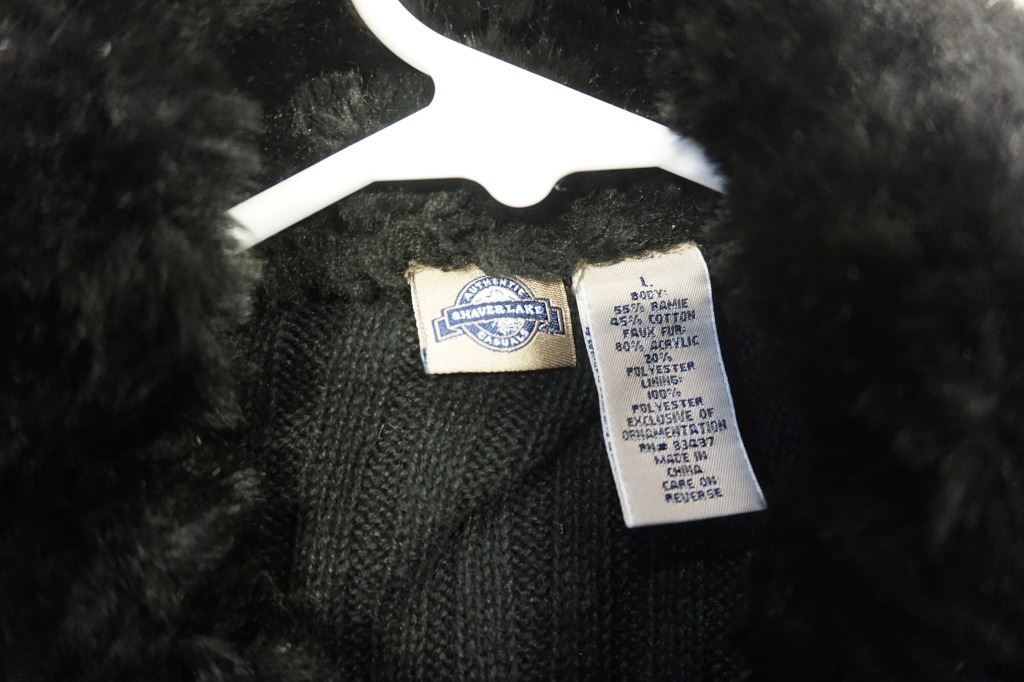 AUTHENTIC
SHAVER LAKE
CASUALS
L
BODY:
55% RAMIE
45% COTTON
FAUX FUR:
80% ACRYLIC
20%
POLYESTER
LINING:
100%
POLYESTER
EXCLUSIVE OF
ORNAMENTATION
RN# 83437
MADE IN
CHINA
CARE ON
REVERSE